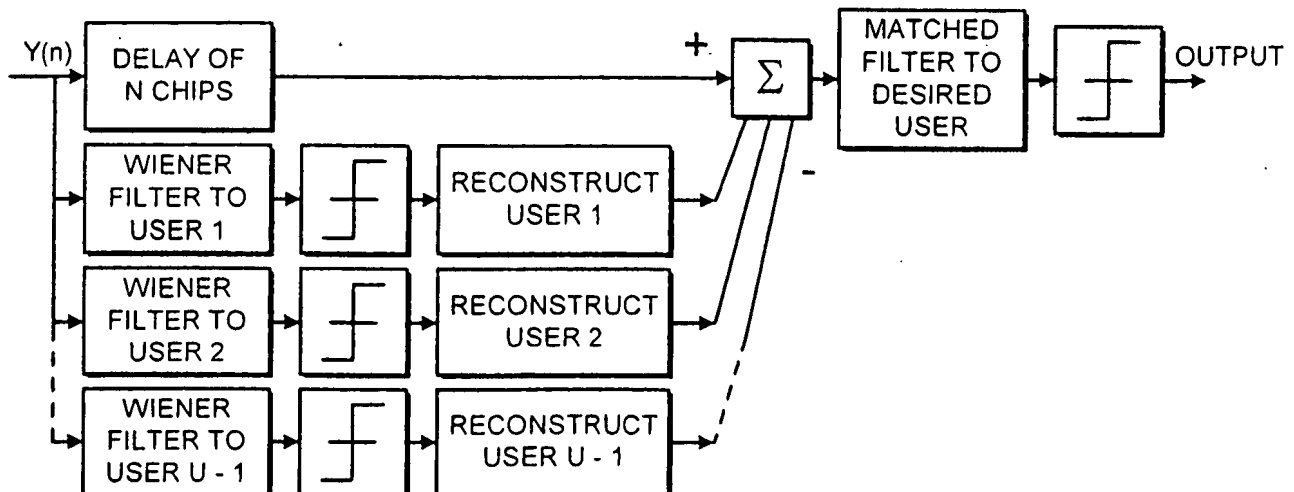 Y(n)
DELAY OF
N CHIPS
+
Σ
MATCHED
FILTER TO
DESIRED
USER
OUTPUT
-
WIENER
FILTER TO
USER 1
RECONSTRUCT
USER 1
WIENER
FILTER TO
USER 2
RECONSTRUCT
USER 2
WIENER
FILTER TO
USER U - 1
RECONSTRUCT
USER U - 1